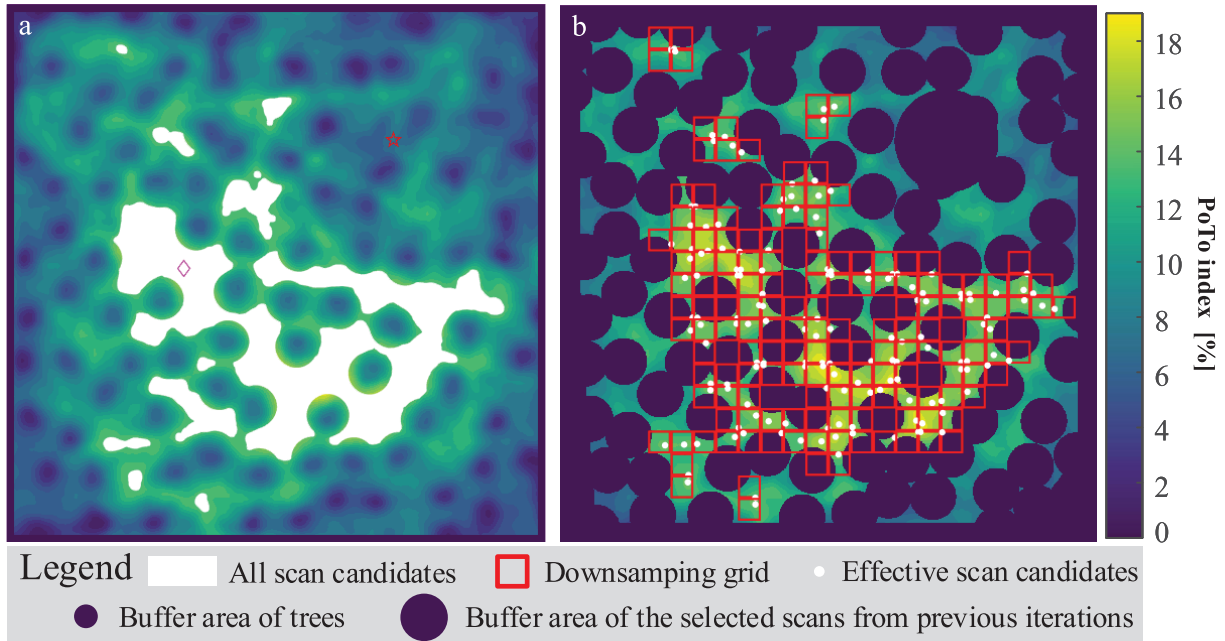 a
b
18
16
14
12
10
8
6
4
2
0
PoTo index [%]
Legend
All scan candidates
Downsamping grid
Effective scan candidates
Buffer area of trees
Buffer area of the selected scans from previous iterations